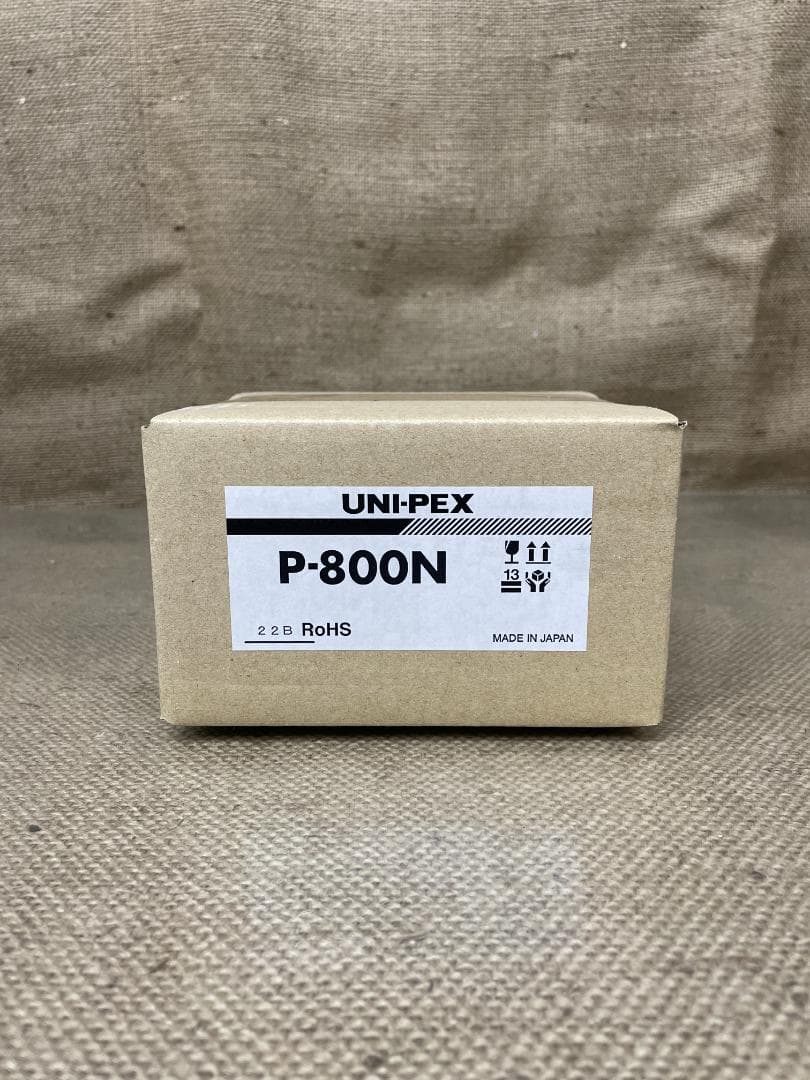 UNI-PEX
P-800N
13
22B RoHS
MADE IN JAPAN